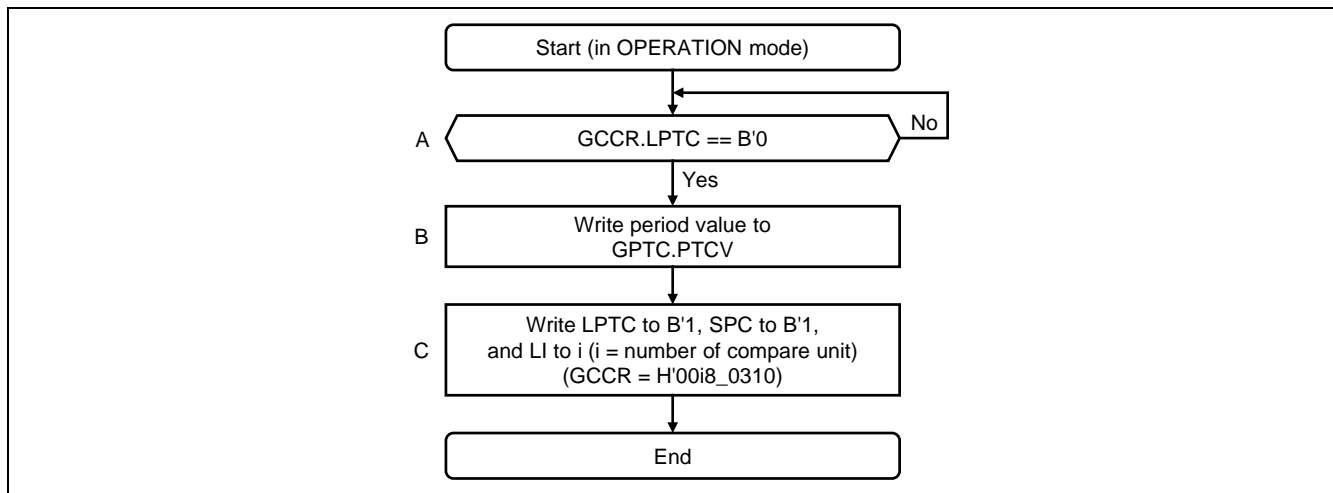 Start (in OPERATION mode)
No
A
GCCR.LPTC == B'0
Yes
B
Write period value to
GPTC.PTCV
C
Write LPTC to B'1, SPC to B'1,
and LI to i (i = number of compare unit)
(GCCR = H'00i8_0310)
End